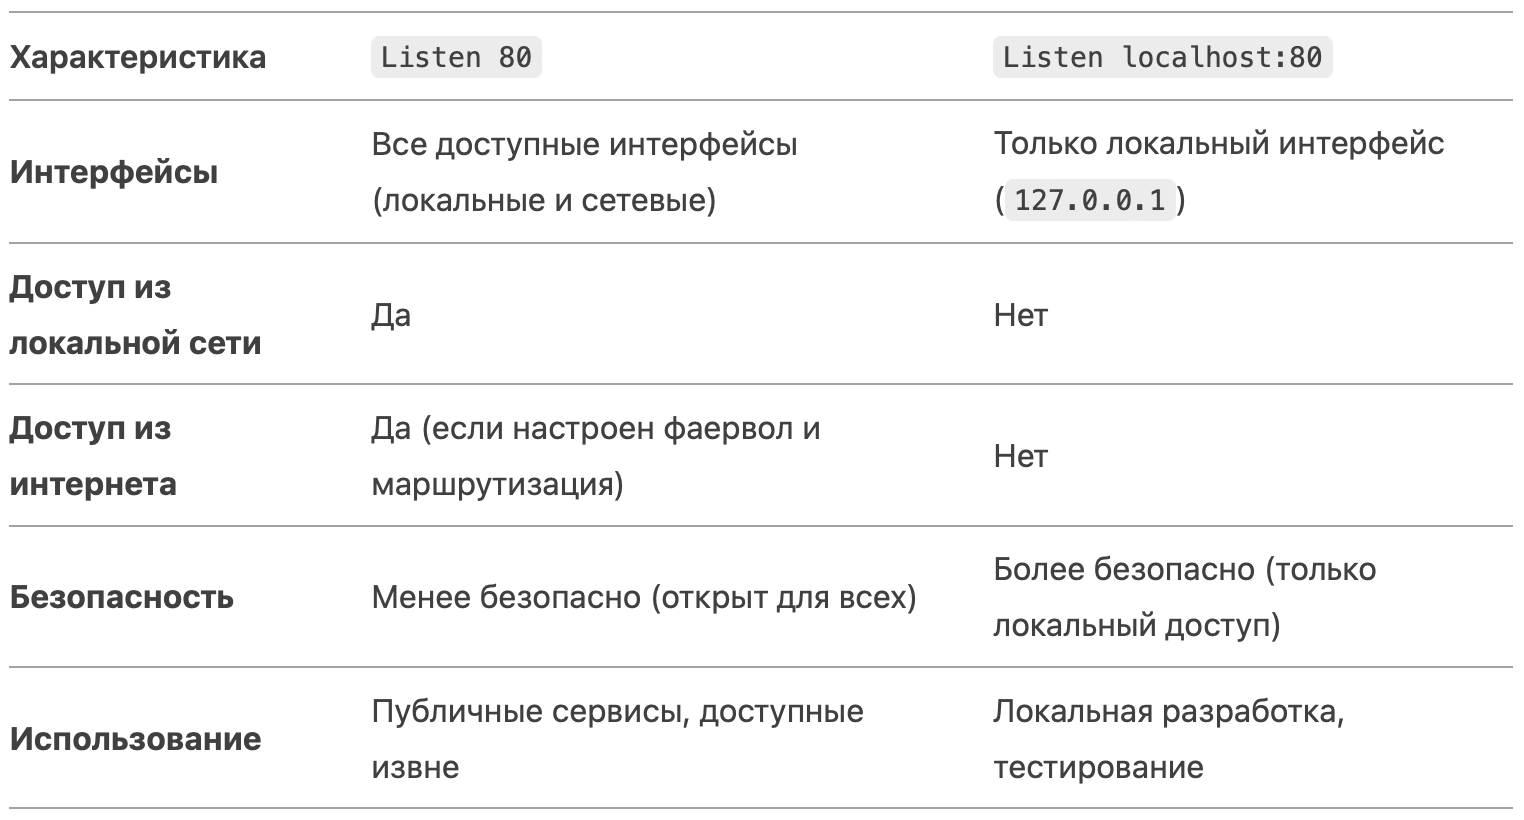 Характеристика Listen 80 Listen localhost:80
Интерфейсы Все доступные интерфейсы (локальные и сетевые) Только локальный интерфейс (127.0.0.1)
Доступ из локальной сети Да Нет
Доступ из интернета Да (если настроен фаервол и маршрутизация) Нет
Безопасность Менее безопасно (открыт для всех) Более безопасно (только локальный доступ)
Использование Публичные сервисы, доступные извне Локальная разработка, тестирование